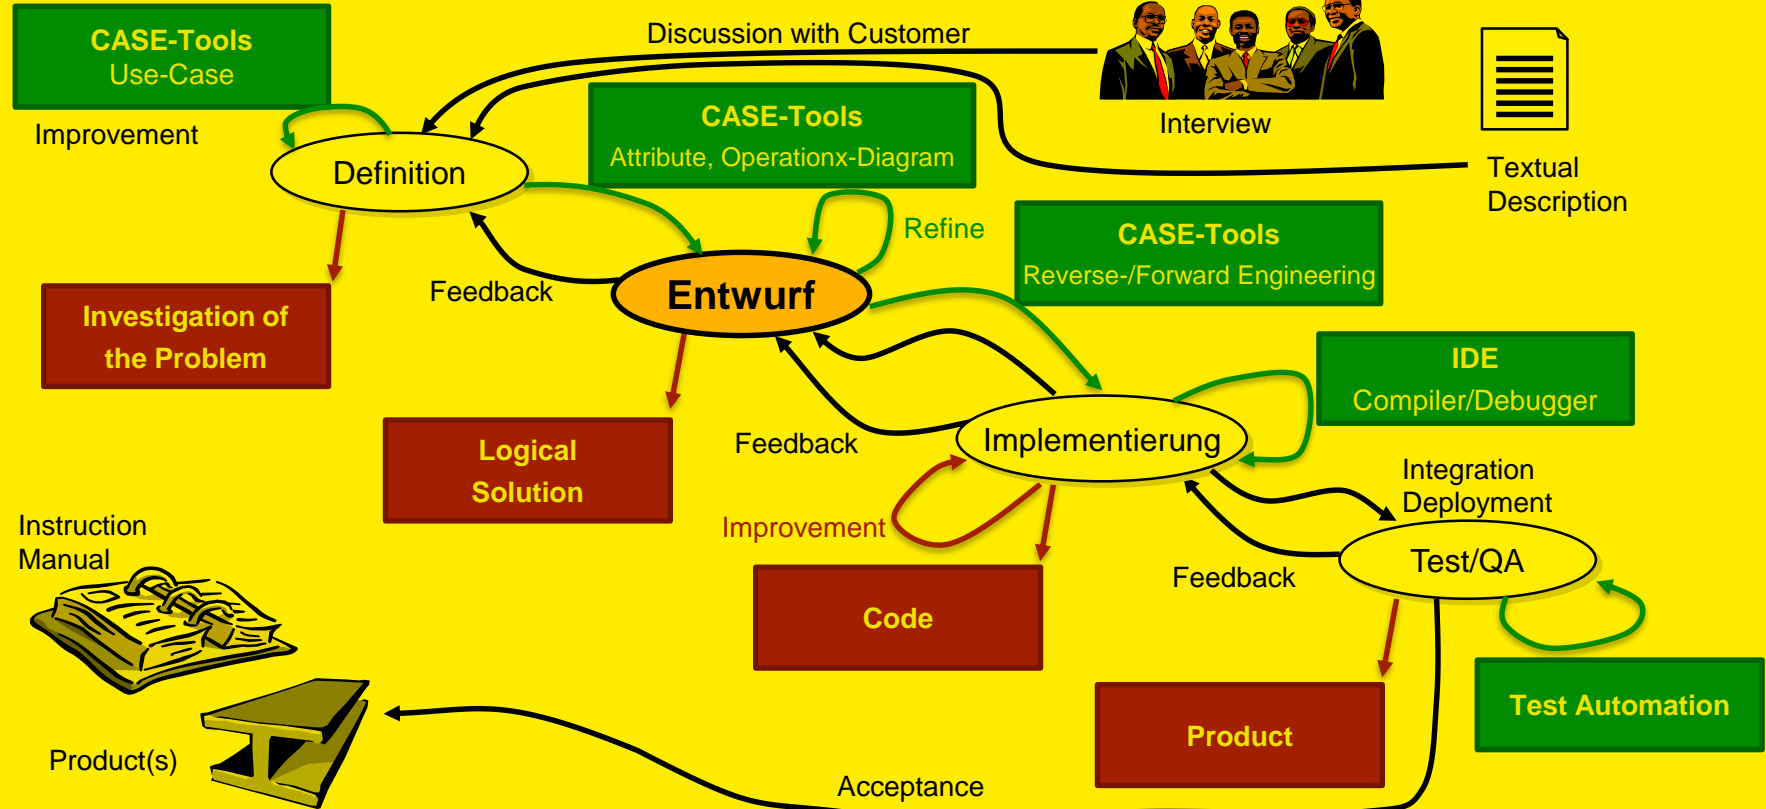 Discussion with Customer
CASE-Tools
Use-Case
Improvement
CASE-Tools
Attribute, Operationx-Diagram
Interview
Textual
Description
Definition
Refine
CASE-Tools
Reverse-/Forward Engineering
Feedback
Entwurf
Investigation of
the Problem
IDE
Compiler/Debugger
Feedback
Implementierung
Logical
Solution
Integration
Deployment
Improvement
Instruction
Manual
Test/QA
Feedback
Code
Test Automation
Product
Product(s)
Acceptance